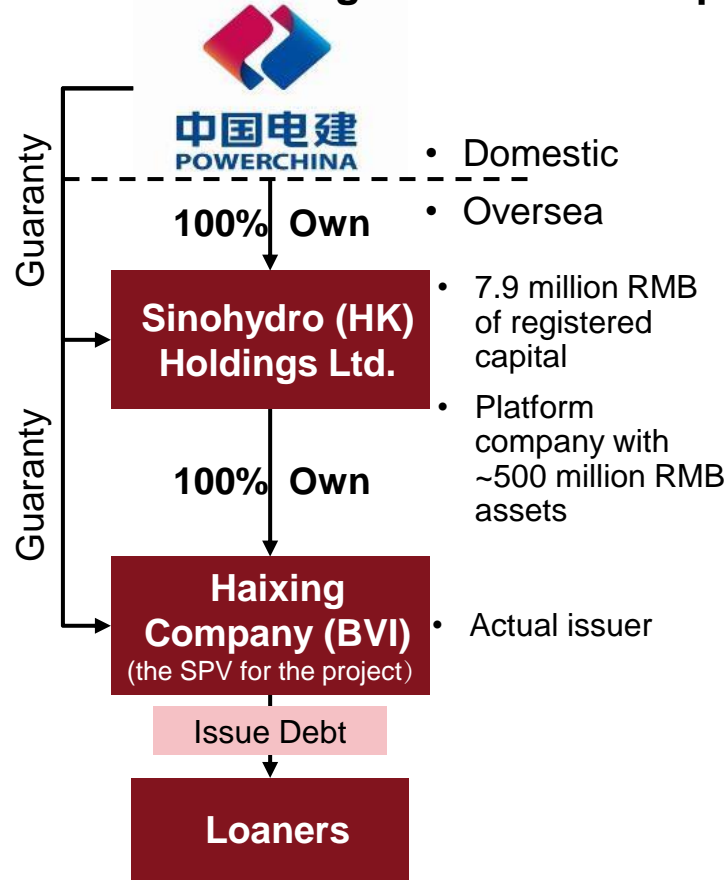 中国电建
POWERCHINA
• Domestic
• Oversea
Guaranty
100% Own
Sinohydro (HK)
Holdings Ltd.
• 7.9 million RMB
of registered
capital
• Platform
company with
~500 million RMB
assets
Guaranty
100% Own
Haixing
Company (BVI)
(the SPV for the project）
• Actual issuer
Issue Debt
Loaners